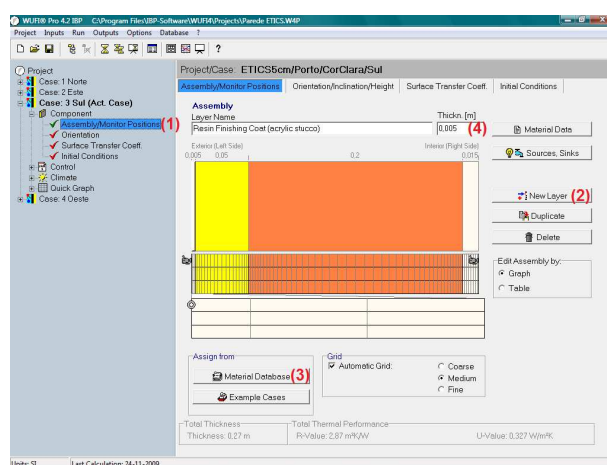 WUFI® Pro 4.2 IBP C:\Program Files\IBP-Software\WUFI4\Projects\Parede ETICS.W4P
Project Inputs Run Outputs Options Database ?
?
Project
Case: 1 Norte
Case: 2 Este
Case: 3 Sul (Act. Case)
Component
Assembly/Monitor Positions (1)
Orientation
Surface Transfer Coeff.
Initial Conditions
Control
Climate
Quick Graph
Case: 4 Oeste
Project/Case: ETICS5cm/Porto/CorClara/Sul
Assembly/Monitor Positions Orientation/Inclination/Height Surface Transfer Coeff. Initial Conditions
Assembly
Layer Name Thickn. [m]
Resin Finishing Coat (acrylic stucco) 0,005 (4)
Material Data
Exterior (Left Side) Interior (Right Side)
0,005 0,05 0,2 0,015
Sources, Sinks
New Layer (2)
Duplicate
Delete
Edit Assembly by:
Graph
Table
Assign from
Material Database (3)
Example Cases
Grid
Automatic Grid:
Coarse
Medium
Fine
Total Thickness
Thickness: 0,27 m
Total Thermal Performance
R-Value: 2,87 m²K/W U-Value: 0,327 W/m²K
Units: SI Last Calculation: 24-11-2009